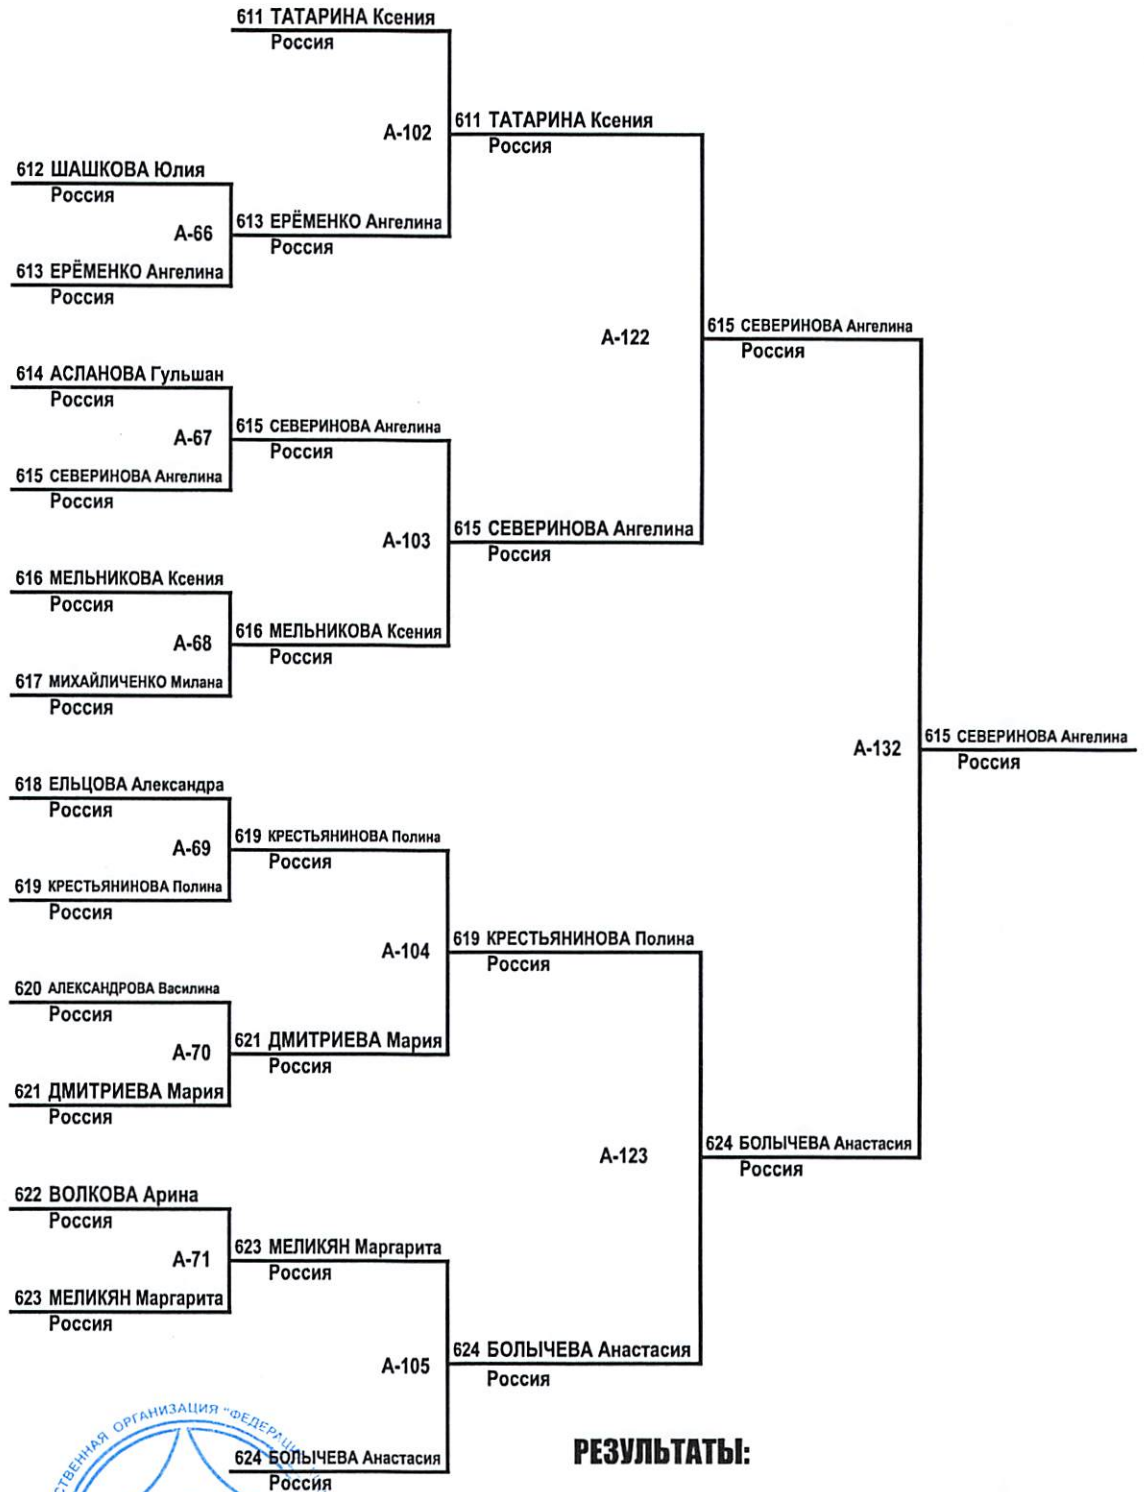 611 ТАТАРИНА Ксения
Россия
A-102
611 ТАТАРИНА Ксения
Россия
612 ШАШКОВА Юлия
Россия
A-66
613 ЕРЁМЕНКО Ангелина
Россия
613 ЕРЁМЕНКО Ангелина
Россия
A-122
615 СЕВЕРИНОВА Ангелина
Россия
614 АСЛАНОВА Гульшан
Россия
A-67
615 СЕВЕРИНОВА Ангелина
Россия
615 СЕВЕРИНОВА Ангелина
Россия
A-103
615 СЕВЕРИНОВА Ангелина
Россия
616 МЕЛЬНИКОВА Ксения
Россия
A-68
616 МЕЛЬНИКОВА Ксения
Россия
617 МИХАЙЛИЧЕНКО Милана
Россия
A-132
615 СЕВЕРИНОВА Ангелина
Россия
618 ЕЛЬЦОВА Александра
Россия
A-69
619 КРЕСТЬЯНИНОВА Полина
Россия
619 КРЕСТЬЯНИНОВА Полина
Россия
A-104
619 КРЕСТЬЯНИНОВА Полина
Россия
620 АЛЕКСАНДРОВА Василина
Россия
A-70
621 ДМИТРИЕВА Мария
Россия
621 ДМИТРИЕВА Мария
Россия
A-123
624 БОЛЫЧЕВА Анастасия
Россия
622 ВОЛКОВА Арина
Россия
A-71
623 МЕЛИКЯН Маргарита
Россия
623 МЕЛИКЯН Маргарита
Россия
A-105
624 БОЛЫЧЕВА Анастасия
Россия
ОРГАНИЗАЦИЯ
624 БОЛЫЧЕВА Анастасия
Россия
РЕЗУЛЬТАТЫ: